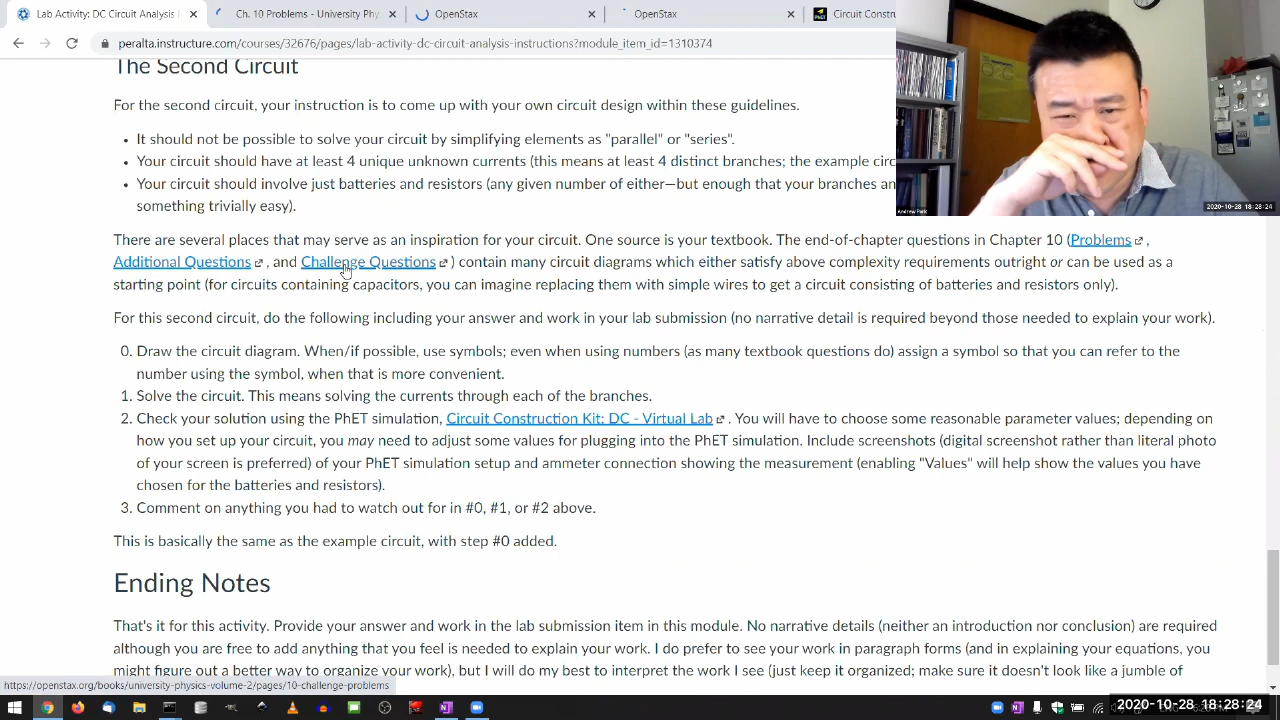 Lab Activity: DC Circuit Analysis
Ch. 10 Problems - University Phy
OpenStax
OpenStax
Circuit Constr
peralta.instructure.com/courses/32676/pages/lab-activity-dc-circuit-analysis-instructions?module_item_id=1310374
The Second Circuit
For the second circuit, your instruction is to come up with your own circuit design within these guidelines.
It should not be possible to solve your circuit by simplifying elements as "parallel" or "series".
Your circuit should have at least 4 unique unknown currents (this means at least 4 distinct branches; the example circ
Your circuit should involve just batteries and resistors (any given number of either—but enough that your branches an
something trivially easy).
Andrew Park
2020-10-28 18:28:24
There are several places that may serve as an inspiration for your circuit. One source is your textbook. The end-of-chapter questions in Chapter 10 (Problems ,
Additional Questions , and Challenge Questions ) contain many circuit diagrams which either satisfy above complexity requirements outright or can be used as a
starting point (for circuits containing capacitors, you can imagine replacing them with simple wires to get a circuit consisting of batteries and resistors only).
For this second circuit, do the following including your answer and work in your lab submission (no narrative detail is required beyond those needed to explain your work).
0. Draw the circuit diagram. When/if possible, use symbols; even when using numbers (as many textbook questions do) assign a symbol so that you can refer to the
number using the symbol, when that is more convenient.
1. Solve the circuit. This means solving the currents through each of the branches.
2. Check your solution using the PhET simulation, Circuit Construction Kit: DC - Virtual Lab . You will have to choose some reasonable parameter values; depending on
how you set up your circuit, you may need to adjust some values for plugging into the PhET simulation. Include screenshots (digital screenshot rather than literal photo
of your screen is preferred) of your PhET simulation setup and ammeter connection showing the measurement (enabling "Values" will help show the values you have
chosen for the batteries and resistors).
3. Comment on anything you had to watch out for in #0, #1, or #2 above.
This is basically the same as the example circuit, with step #0 added.
Ending Notes
That's it for this activity. Provide your answer and work in the lab submission item in this module. No narrative details (neither an introduction nor conclusion) are required
although you are free to add anything that you feel is needed to explain your work. I do prefer to see your work in paragraph forms (and in explaining your equations, you
might figure out a better way to organize your work), but I will do my best to interpret the work I see (just keep it organized; make sure it doesn't look like a jumble of
https://openstax.org/books/university-physics-volume-2/pages/10-challenge-problems
2020-10-28 18:28:24